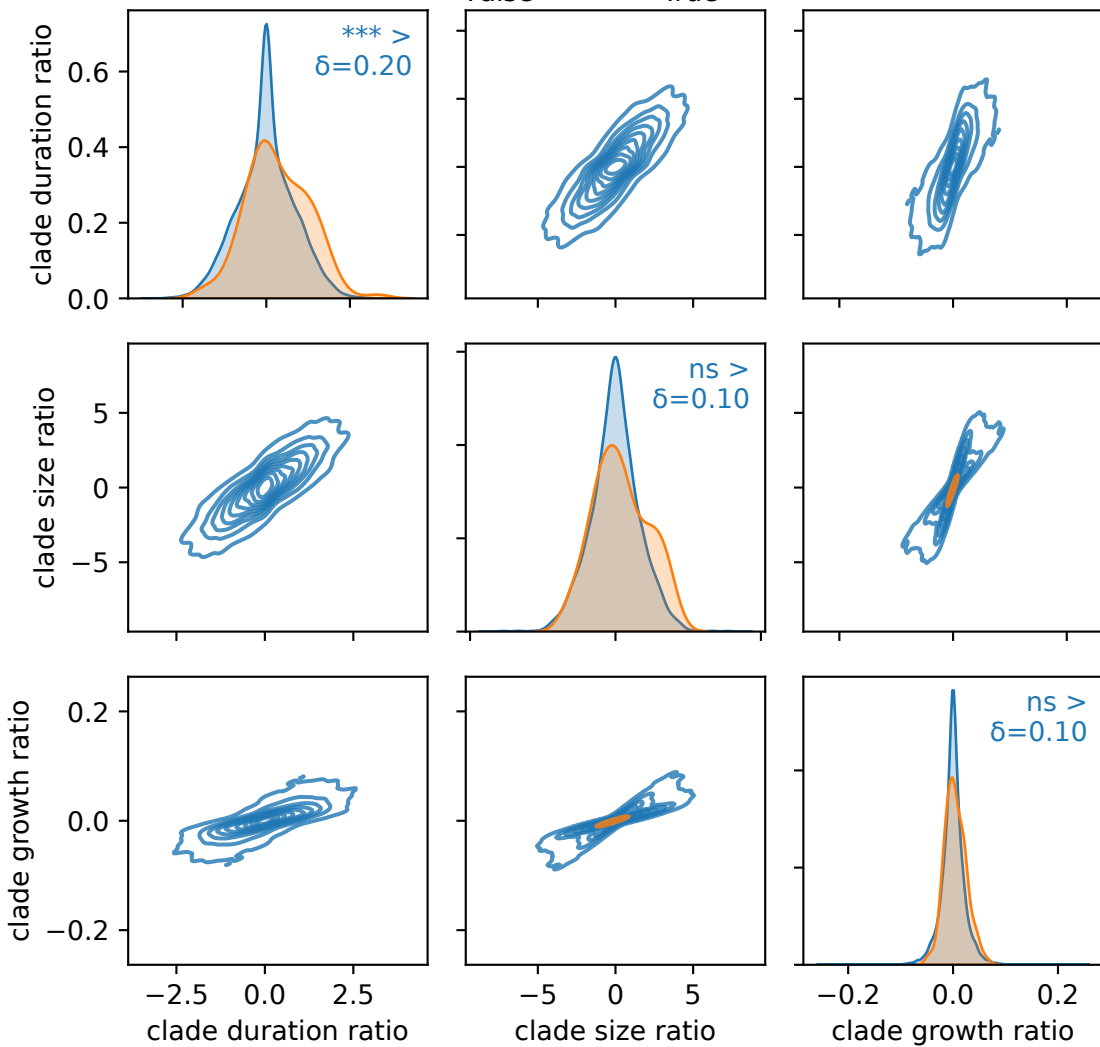 clade duration ratio
0.6
0.4
0.2
0.0
*** >
δ=0.20
clade size ratio
5
0
−5
ns >
δ=0.10
clade growth ratio
0.2
0.0
−0.2
ns >
δ=0.10
−2.5 0.0 2.5
−5 0 5
−0.2 0.0 0.2
clade duration ratio
clade size ratio
clade growth ratio